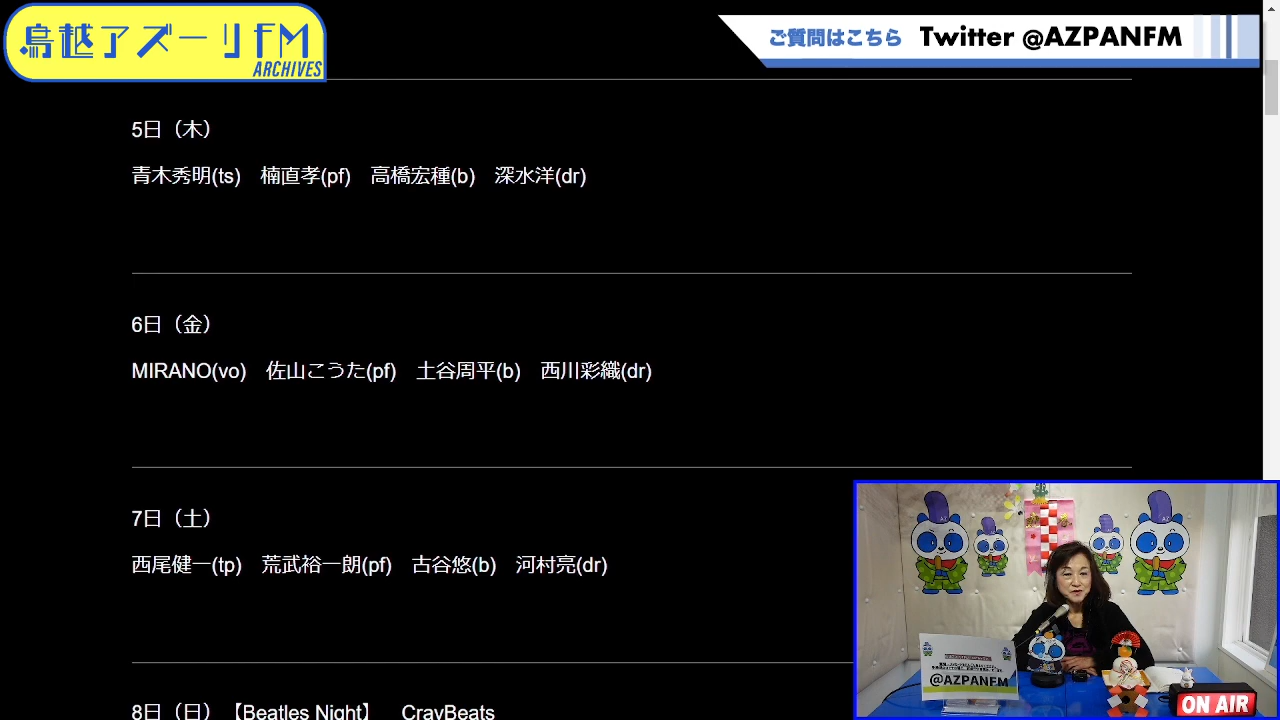 鳥越アズーリFM
ARCHIVES
ご質問はこちら Twitter @AZPANFM
5日（木）
青木秀明(ts) 楠直孝(pf) 高橋宏種(b) 深水洋(dr)
6日（金）
MIRANO(vo) 佐山こうた(pf) 土谷周平(b) 西川彩織(dr)
7日（土）
西尾健一(tp) 荒武裕一朗(pf) 古谷悠(b) 河村亮(dr)
8日（日）【Beatles Night】 CrayBeats
@AZPANFM
ON AIR